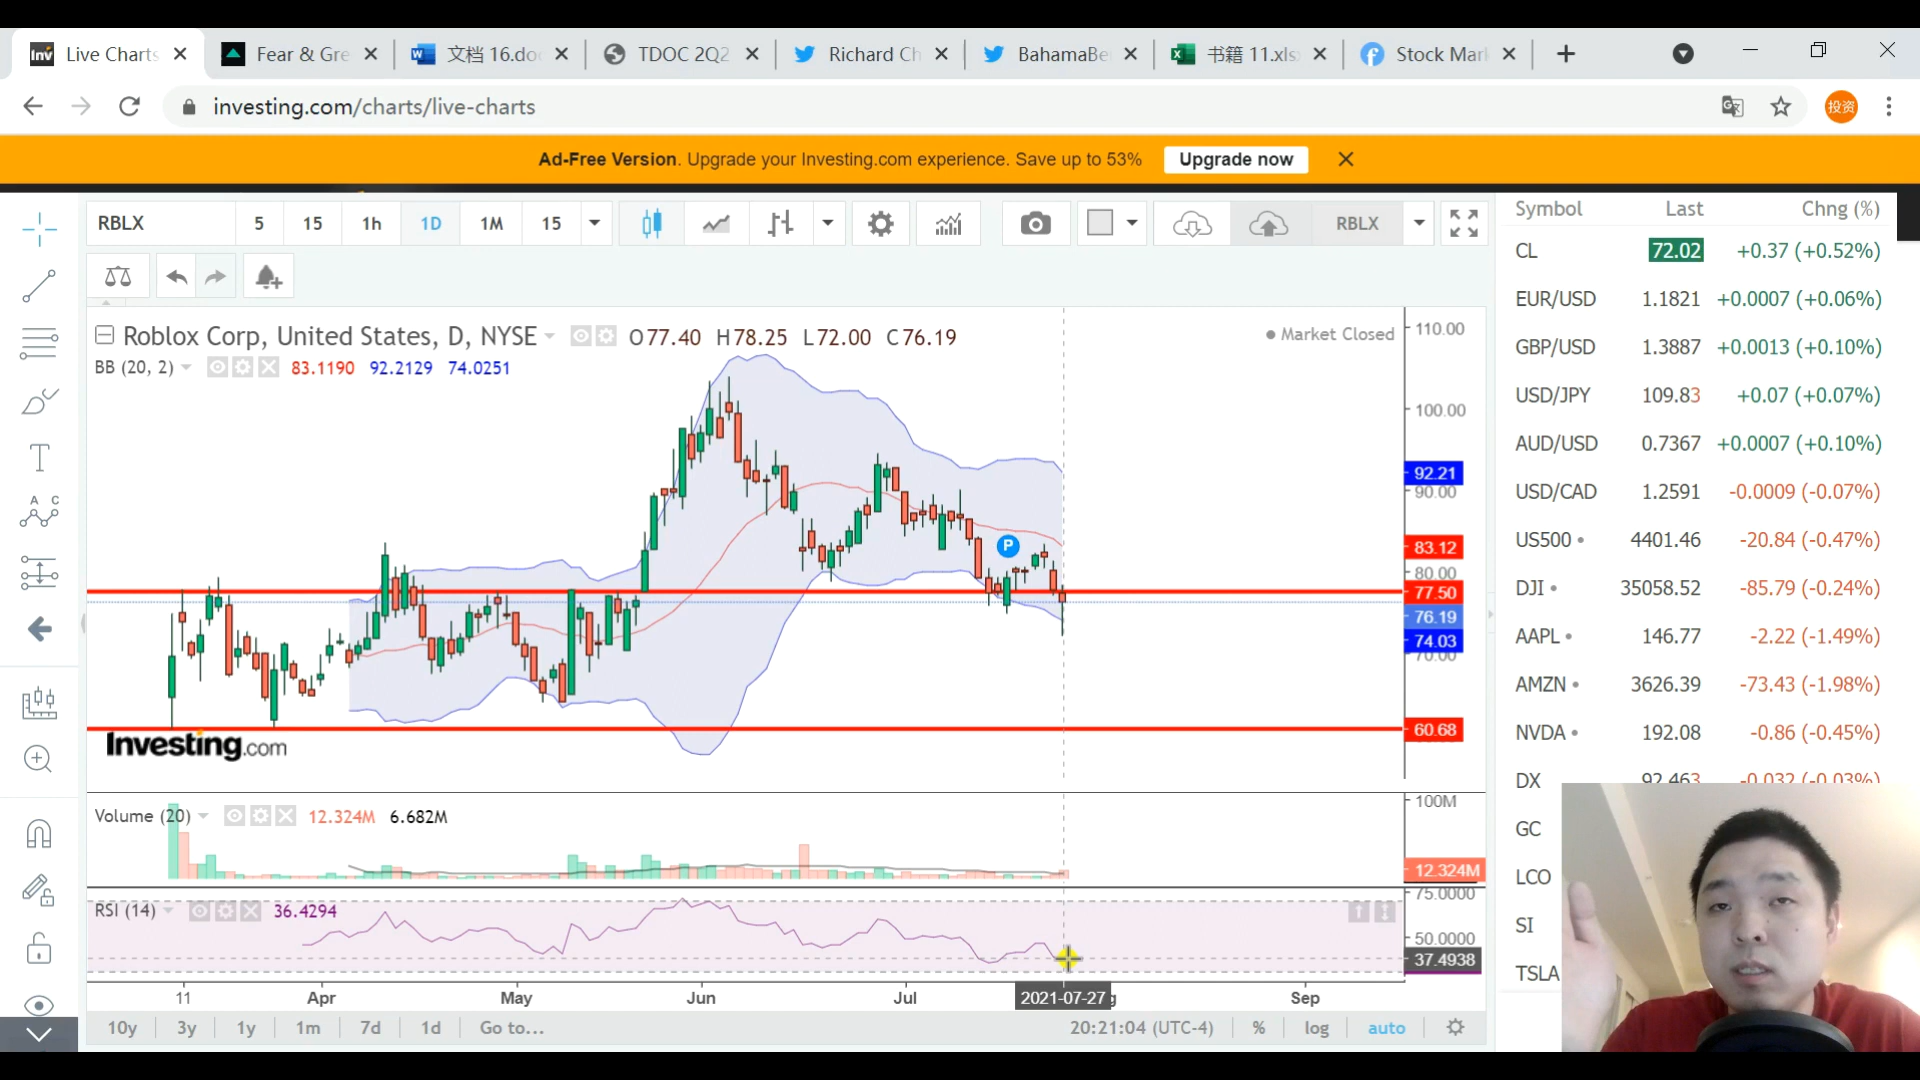 Live Charts
Fear & Gre
文档 16.do
TDOC 2Q2
Richard Ch
BahamaBe
书籍 11.xls
Stock Mark
investing.com/charts/live-charts
投资
Ad-Free Version. Upgrade your Investing.com experience. Save up to 53%
Upgrade now
RBLX 5 15 1h 1D 1M 15 RBLX
Symbol Last Chng (%)
CL 72.02 +0.37 (+0.52%)
EUR/USD 1.1821 +0.0007 (+0.06%)
GBP/USD 1.3887 +0.0013 (+0.10%)
USD/JPY 109.83 +0.07 (+0.07%)
AUD/USD 0.7367 +0.0007 (+0.10%)
USD/CAD 1.2591 -0.0009 (-0.07%)
US500 4401.46 -20.84 (-0.47%)
DJI 35058.52 -85.79 (-0.24%)
AAPL 146.77 -2.22 (-1.49%)
AMZN 3626.39 -73.43 (-1.98%)
NVDA 192.08 -0.86 (-0.45%)
DX 92.463 -0.032 (-0.03%)
GC
LCO
SI
TSLA
Roblox Corp, United States, D, NYSE O77.40 H78.25 L72.00 C76.19
Market Closed
BB (20, 2) 83.1190 92.2129 74.0251
110.00
100.00
92.21
90.00
83.12
80.00
77.50
76.19
74.03
70.00
60.68
P
T
A C
Investing.com
Volume (20) 12.324M 6.682M
100M
12.324M
RSI (14) 36.4294
75.0000
50.0000
37.4938
11 Apr May Jun Jul 2021-07-27 Sep
10y 3y 1y 1m 7d 1d Go to... 20:21:04 (UTC-4) % log auto